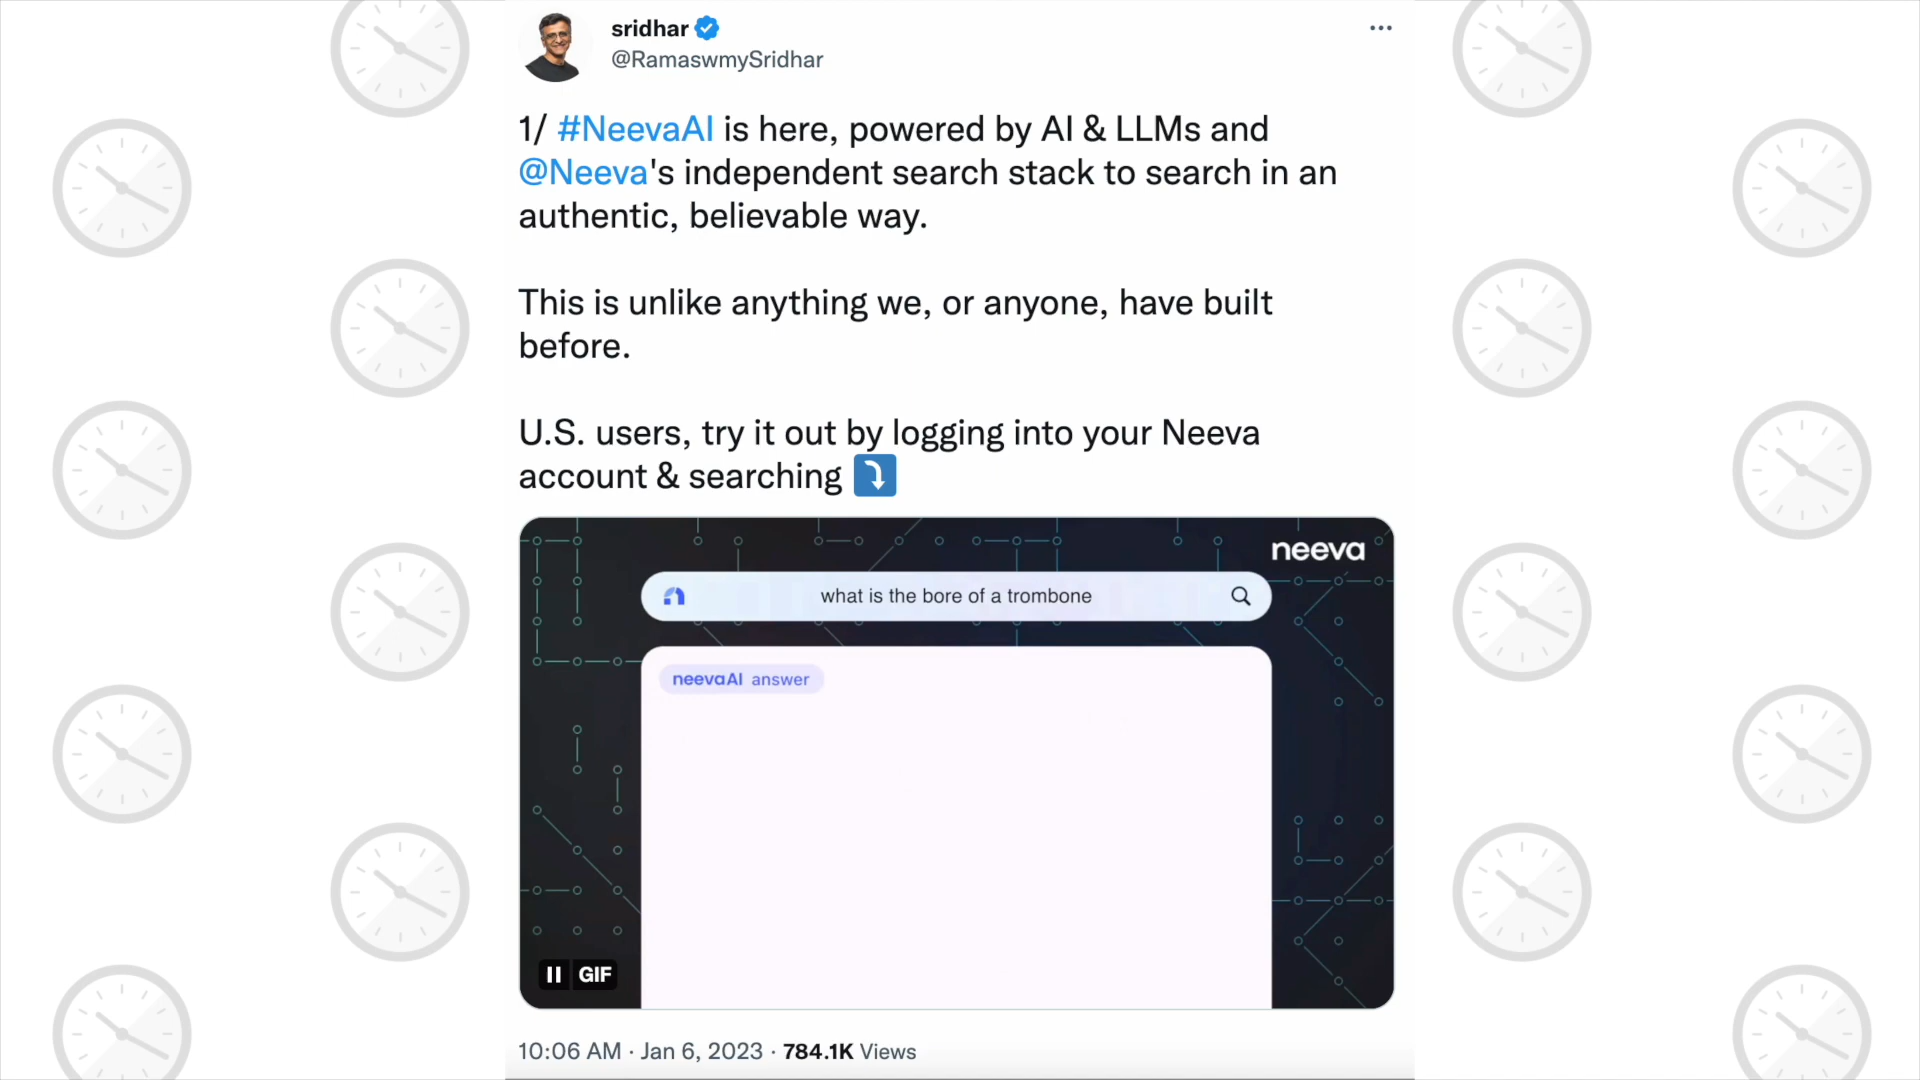 sridhar
@RamaswmySridhar
1/ #NeevaAI is here, powered by AI & LLMs and
@Neeva's independent search stack to search in an
authentic, believable way.
This is unlike anything we, or anyone, have built
before.
U.S. users, try it out by logging into your Neeva
account & searching ⤵️
neeva
what is the bore of a trombone
neevaAI answer
GIF
10:06 AM · Jan 6, 2023 · 784.1K Views